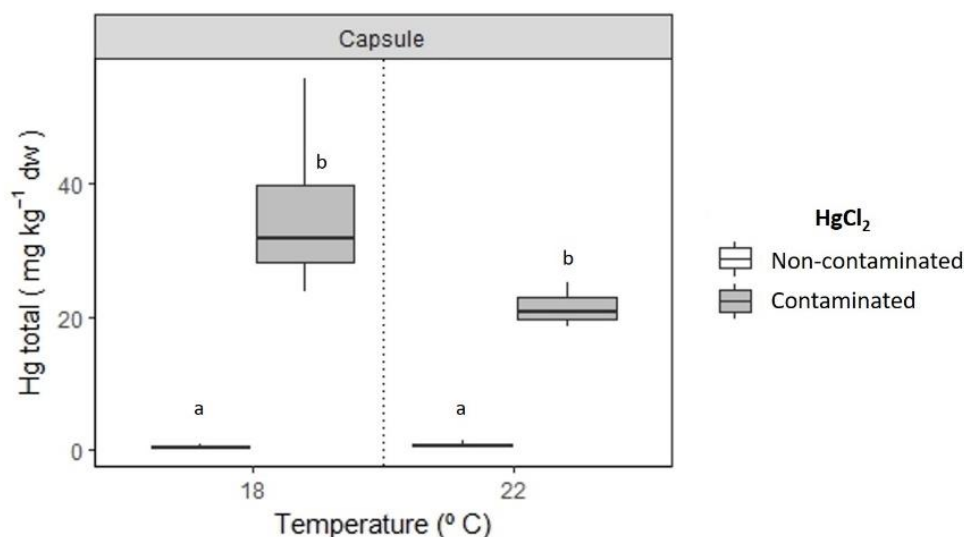 Capsule
Hg total ( mg kg⁻¹ dw )
40
20
0
b
b
a
a
18
22
Temperature (º C)
HgCl₂
Non-contaminated
Contaminated